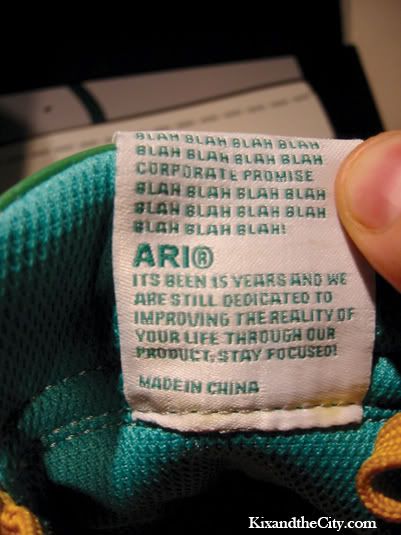 BLAH BLAH BLAH BLAH
BLAH BLAH BLAH BLAH
CORPORATE PROMISE
BLAH BLAH BLAH BLAH
BLAH BLAH BLAH BLAH
BLAH BLAH BLAH!
ARI®
ITS BEEN 15 YEARS AND WE
ARE STILL DEDICATED TO
IMPROVING THE REALITY OF
YOUR LIFE THROUGH OUR
PRODUCT, STAY FOCUSED!
MADE IN CHINA
KixandtheCity.com